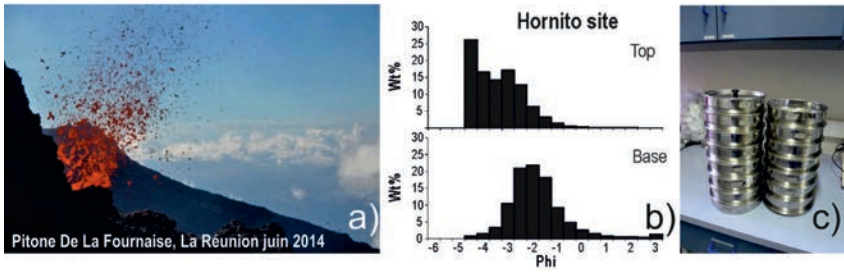 Pitone De La Fournaise, La Réunion juin 2014
a)
Hornito site
Top
Wt%
30
25
20
15
10
5
Base
Wt%
30
25
20
15
10
5
0
-6 -5 -4 -3 -2 -1 0 1 2 3
Phi
b)
c)